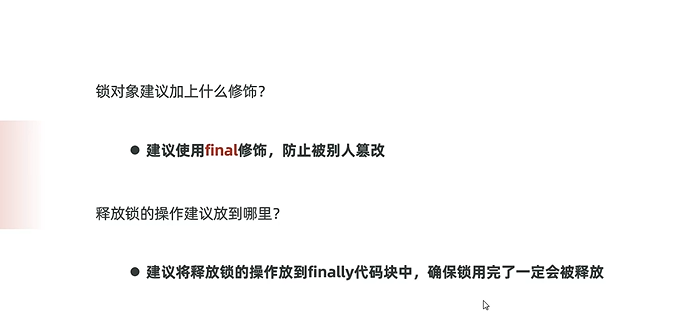 锁对象建议加上什么修饰？
● 建议使用final修饰，防止被别人篡改
释放锁的操作建议放到哪里？
● 建议将释放锁的操作放到finally代码块中，确保锁用完了一定会被释放